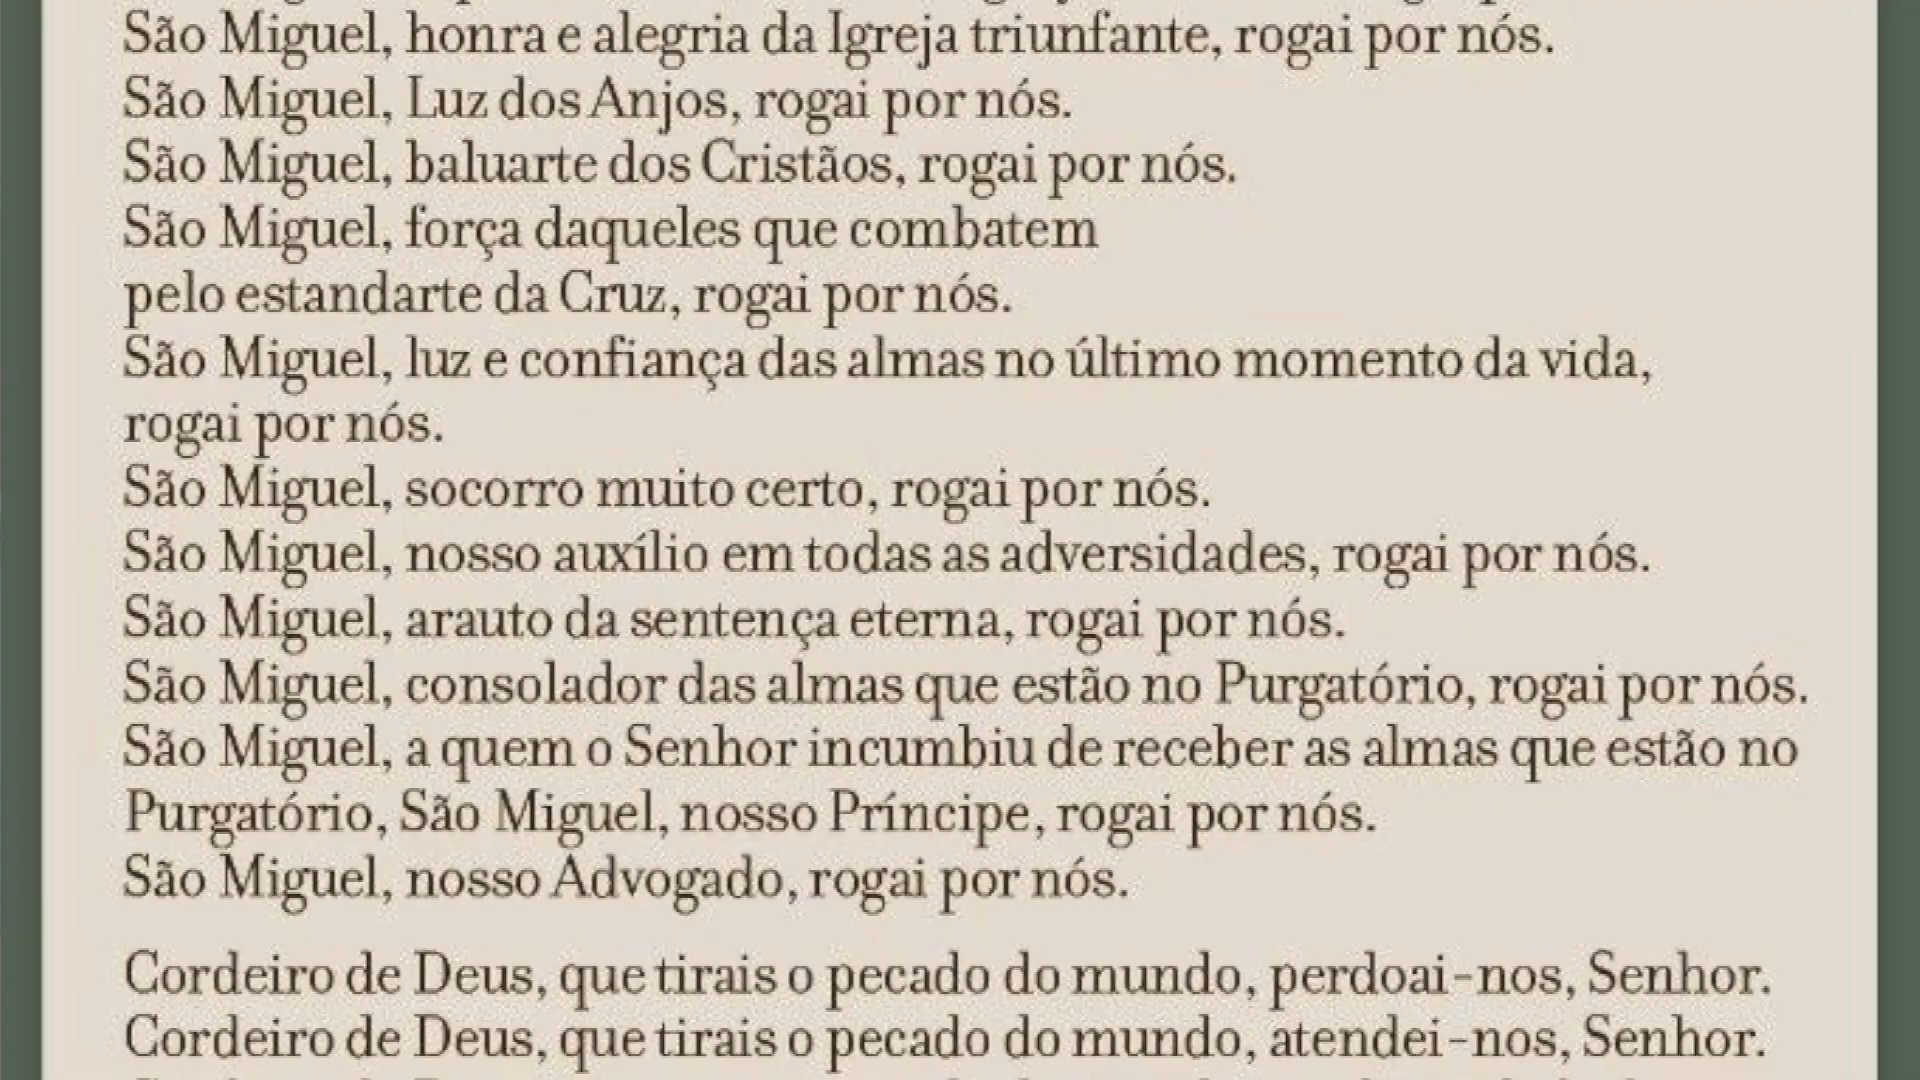 São Miguel, honra e alegria da Igreja triunfante, rogai por nós.
São Miguel, Luz dos Anjos, rogai por nós.
São Miguel, baluarte dos Cristãos, rogai por nós.
São Miguel, força daqueles que combatem
pelo estandarte da Cruz, rogai por nós.
São Miguel, luz e confiança das almas no último momento da vida,
rogai por nós.
São Miguel, socorro muito certo, rogai por nós.
São Miguel, nosso auxílio em todas as adversidades, rogai por nós.
São Miguel, arauto da sentença eterna, rogai por nós.
São Miguel, consolador das almas que estão no Purgatório, rogai por nós.
São Miguel, a quem o Senhor incumbiu de receber as almas que estão no
Purgatório, São Miguel, nosso Príncipe, rogai por nós.
São Miguel, nosso Advogado, rogai por nós.
Cordeiro de Deus, que tirais o pecado do mundo, perdoai-nos, Senhor.
Cordeiro de Deus, que tirais o pecado do mundo, atendei-nos, Senhor.